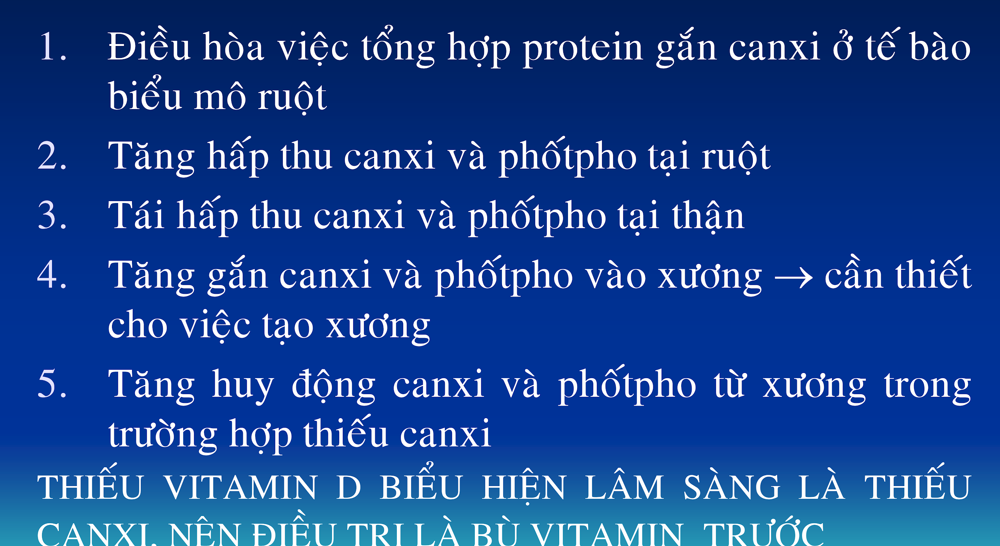 1. Điều hòa việc tổng hợp protein gắn canxi ở tế bào
biểu mô ruột
2. Tăng hấp thu canxi và phốtpho tại ruột
3. Tái hấp thu canxi và phốtpho tại thận
4. Tăng gắn canxi và phốtpho vào xương → cần thiết
cho việc tạo xương
5. Tăng huy động canxi và phốtpho từ xương trong
trường hợp thiếu canxi
THIẾU VITAMIN D BIỂU HIỆN LÂM SÀNG LÀ THIẾU
CANXI, NÊN ĐIỀU TRỊ LÀ BÙ VITAMIN TRƯỚC